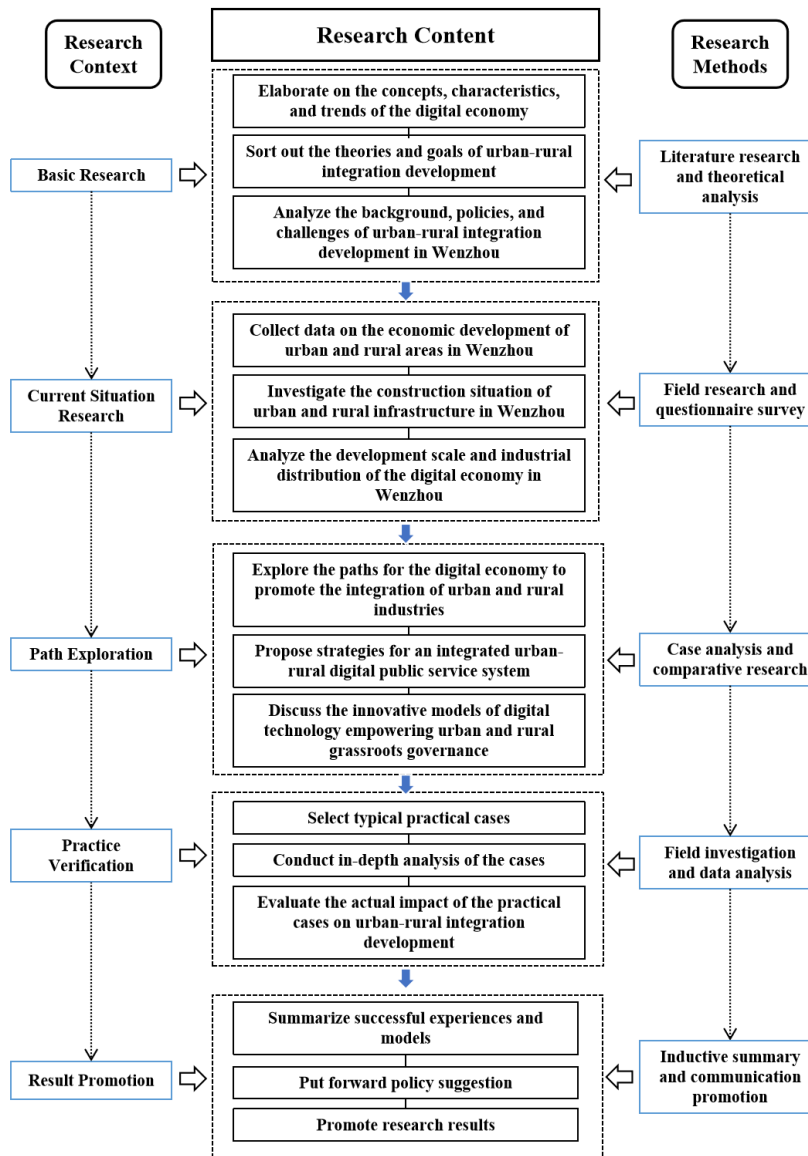 Research
Context
Research Content
Research
Methods
Elaborate on the concepts, characteristics,
and trends of the digital economy
Sort out the theories and goals of urban-rural
integration development
Analyze the background, policies, and
challenges of urban-rural integration
development in Wenzhou
Basic Research
Literature research
and theoretical
analysis
Collect data on the economic development of
urban and rural areas in Wenzhou
Investigate the construction situation of
urban and rural infrastructure in Wenzhou
Analyze the development scale and industrial
distribution of the digital economy in
Wenzhou
Current Situation
Research
Field research and
questionnaire survey
Explore the paths for the digital economy to
promote the integration of urban and rural
industries
Propose strategies for an integrated urban-
rural digital public service system
Discuss the innovative models of digital
technology empowering urban and rural
grassroots governance
Path Exploration
Case analysis and
comparative research
Select typical practical cases
Conduct in-depth analysis of the cases
Evaluate the actual impact of the practical
cases on urban-rural integration
development
Practice
Verification
Field investigation
and data analysis
Summarize successful experiences and
models
Put forward policy suggestion
Promote research results
Result Promotion
Inductive summary
and communication
promotion